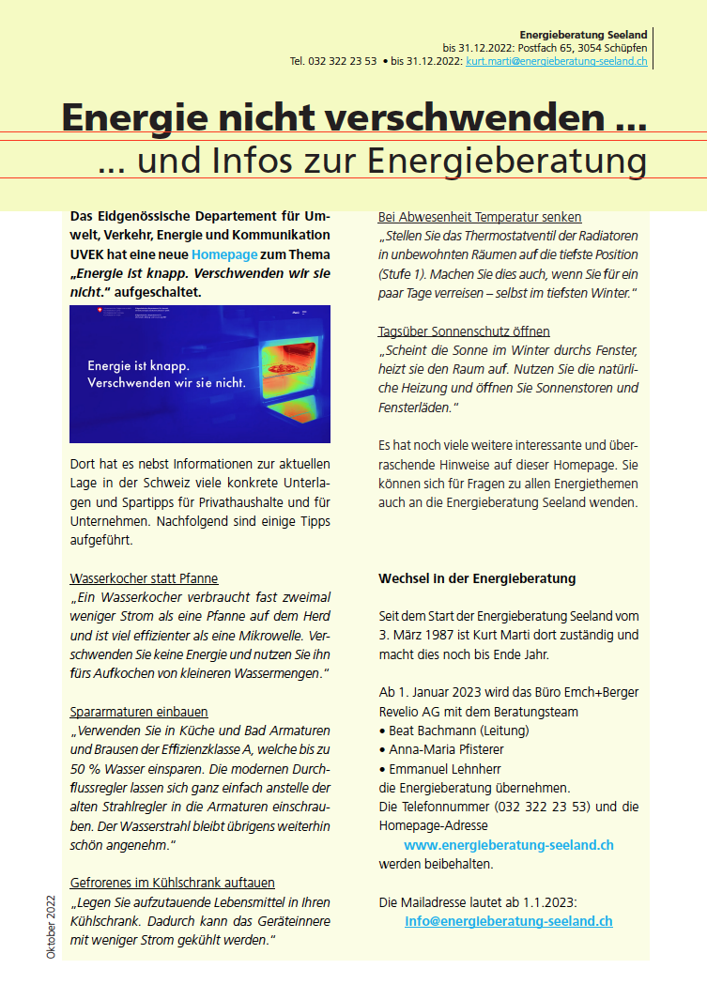 Energieberatung Seeland
bis 31.12.2022: Postfach 65, 3054 Schüpfen
Tel. 032 322 23 53 • bis 31.12.2022: kurt.marti@energieberatung-seeland.ch
Energie nicht verschwenden ...
... und Infos zur Energieberatung
Das Eidgenössische Departement für Um-
welt, Verkehr, Energie und Kommunikation
UVEK hat eine neue Homepage zum Thema
„Energie ist knapp. Verschwenden wir sie
nicht.“ aufgeschaltet.
Energie ist knapp.
Verschwenden wir sie nicht.
Dort hat es nebst Informationen zur aktuellen
Lage in der Schweiz viele konkrete Unterla-
gen und Spartipps für Privathaushalte und für
Unternehmen. Nachfolgend sind einige Tipps
aufgeführt.
Wasserkocher statt Pfanne
„Ein Wasserkocher verbraucht fast zweimal
weniger Strom als eine Pfanne auf dem Herd
und ist viel effizienter als eine Mikrowelle. Ver-
schwenden Sie keine Energie und nutzen Sie ihn
fürs Aufkochen von kleineren Wassermengen.“
Spararmaturen einbauen
„Verwenden Sie in Küche und Bad Armaturen
und Brausen der Effizienzklasse A, welche bis zu
50 % Wasser einsparen. Die modernen Durch-
flussregler lassen sich ganz einfach anstelle der
alten Strahlregler in die Armaturen einschrau-
ben. Der Wasserstrahl bleibt übrigens weiterhin
schön angenehm.“
Gefrorenes im Kühlschrank auftauen
„Legen Sie aufzutauende Lebensmittel in Ihren
Kühlschrank. Dadurch kann das Geräteinnere
mit weniger Strom gekühlt werden.“
Bei Abwesenheit Temperatur senken
„Stellen Sie das Thermostatventil der Radiatoren
in unbewohnten Räumen auf die tiefste Position
(Stufe 1). Machen Sie dies auch, wenn Sie für ein
paar Tage verreisen – selbst im tiefsten Winter.“
Tagsüber Sonnenschutz öffnen
„Scheint die Sonne im Winter durchs Fenster,
heizt sie den Raum auf. Nutzen Sie die natürli-
che Heizung und öffnen Sie Sonnenstoren und
Fensterläden.“
Es hat noch viele weitere interessante und über-
raschende Hinweise auf dieser Homepage. Sie
können sich für Fragen zu allen Energiethemen
auch an die Energieberatung Seeland wenden.
Wechsel in der Energieberatung
Seit dem Start der Energieberatung Seeland vom
3. März 1987 ist Kurt Marti dort zuständig und
macht dies noch bis Ende Jahr.
Ab 1. Januar 2023 wird das Büro Emch+Berger
Revelio AG mit dem Beratungsteam
• Beat Bachmann (Leitung)
• Anna-Maria Pfisterer
• Emmanuel Lehnherr
die Energieberatung übernehmen.
Die Telefonnummer (032 322 23 53) und die
Homepage-Adresse
www.energieberatung-seeland.ch
werden beibehalten.
Die Mailadresse lautet ab 1.1.2023:
info@energieberatung-seeland.ch
Oktober 2022